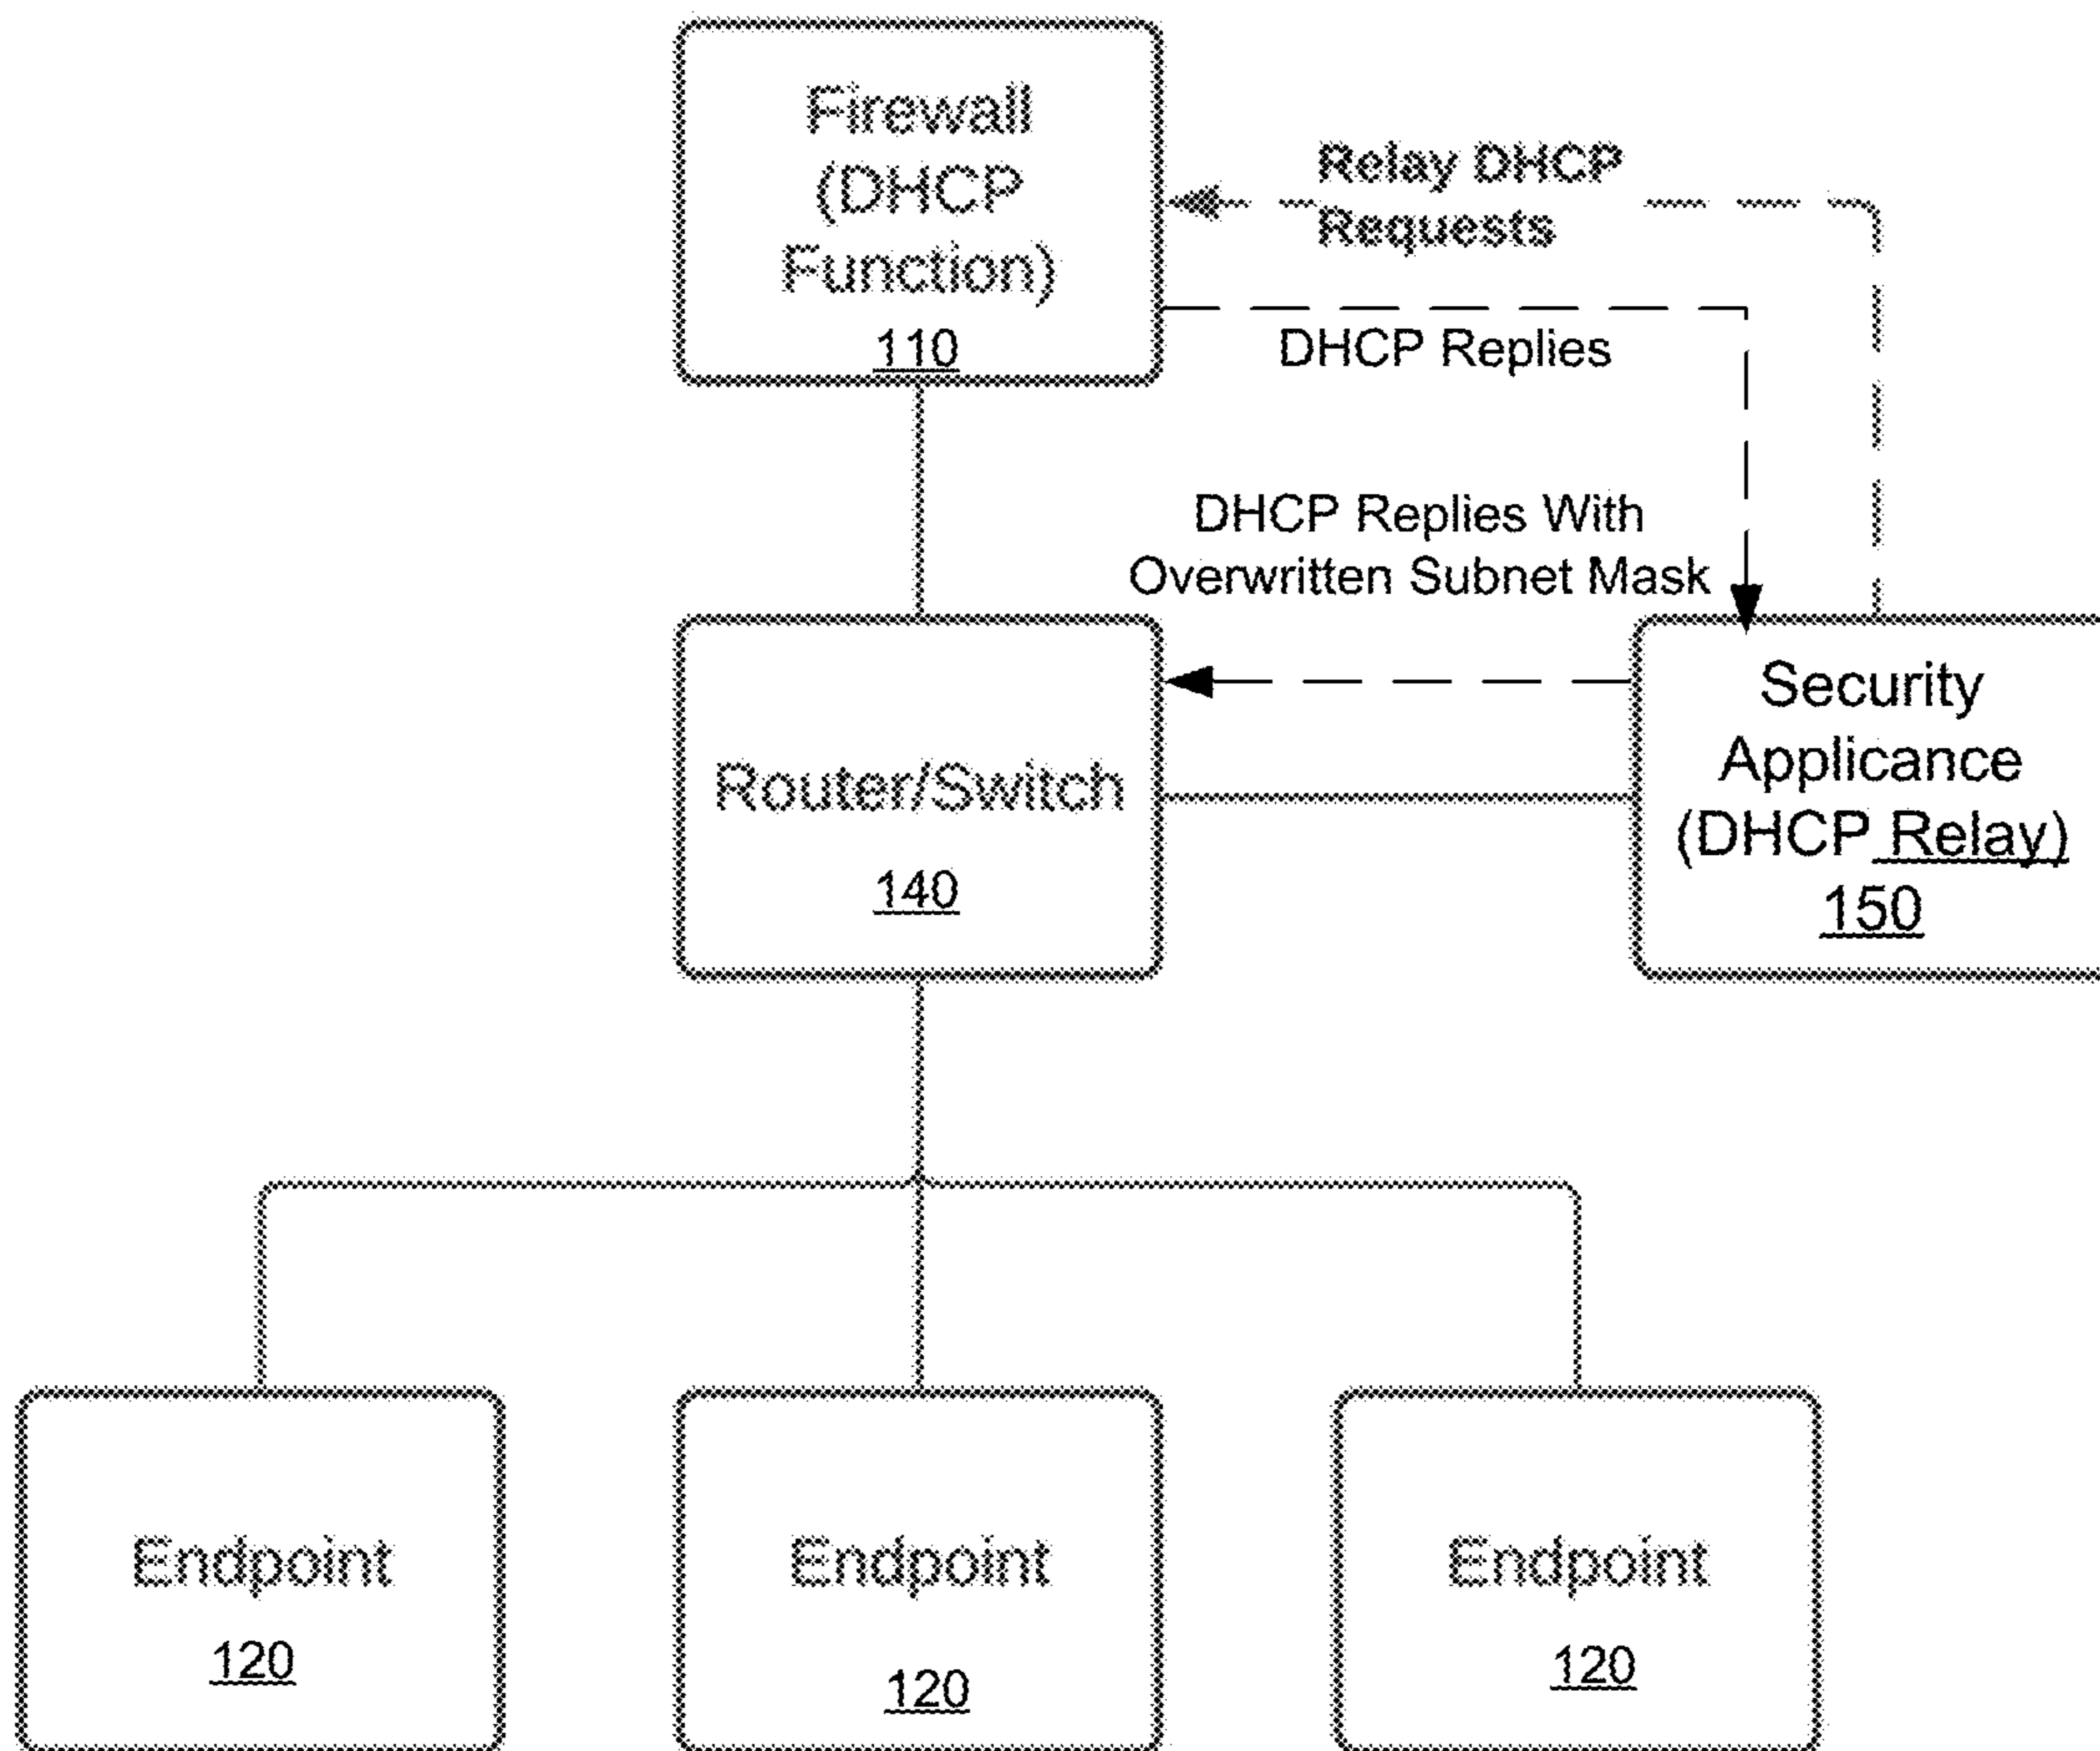 Firewall
(DHCP
Function)
110
Relay DHCP
Requests
DHCP Replies
DHCP Replies With
Overwritten Subnet Mask
Router/Switch
140
Security
Applicance
(DHCP Relay)
150
Endpoint
120
Endpoint
120
Endpoint
120